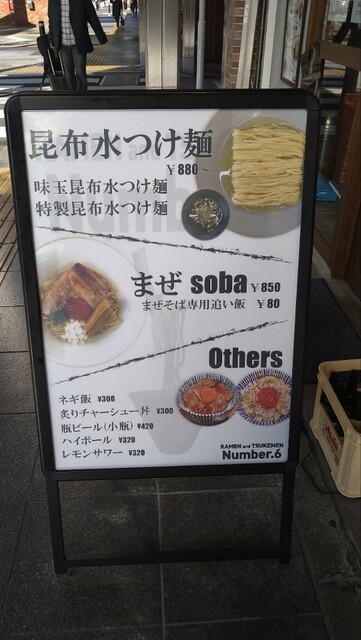 昆布水つけ麺
¥880～
味玉昆布水つけ麺
特製昆布水つけ麺
まぜ soba ¥850
まぜそば専用追い飯 ¥80
Others
ネギ飯 ¥300
炙りチャーシュー丼 ¥300
瓶ビール(小瓶) ¥420
ハイボール ¥320
レモンサワー ¥320
RAMEN and TSUKEMEN
Number.6